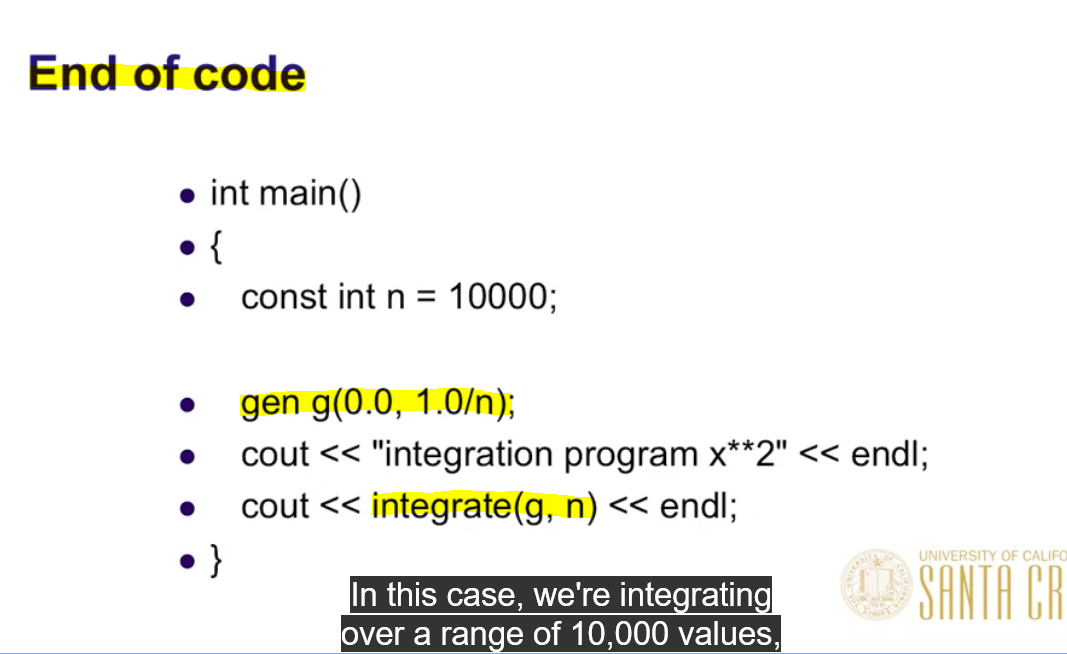 End of code
• int main()
• {
• const int n = 10000;
• gen g(0.0, 1.0/n);
• cout << "integration program x**2" << endl;
• cout << integrate(g, n) << endl;
• }
UNIVERSITY OF CALIFO
SANTA CR
In this case, we're integrating
over a range of 10,000 values,